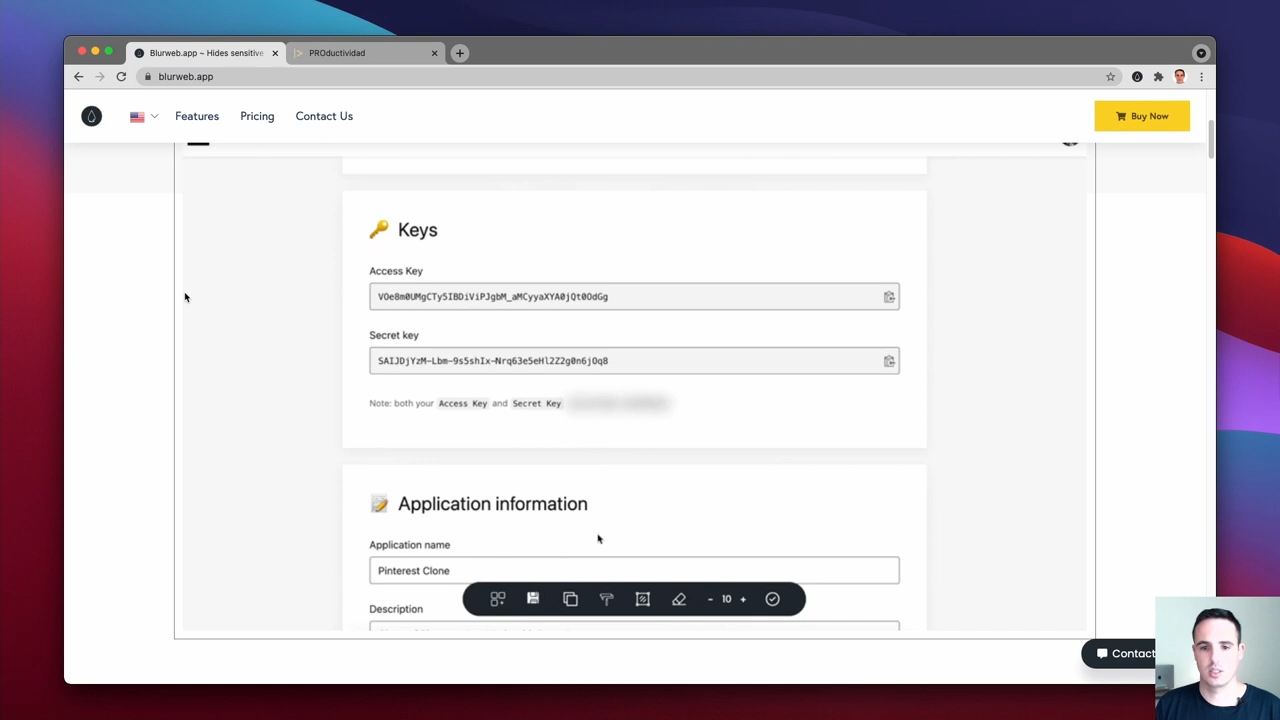 Blurweb.app ~ Hides sensitive
PROductividad
blurweb.app
Features
Pricing
Contact Us
Buy Now
Keys
Access Key
VOe8m0UMgCTy5IBDiViPJgbM_aMCyyaXYA0jQt0OdGg
Secret key
SAIJDjYzM-Lbm-9s5shIx-Nrq63e5eHl2Z2g0n6jOq8
Note: both your Access Key and Secret Key
Application information
Application name
Pinterest Clone
- 10 +
Description
Contact